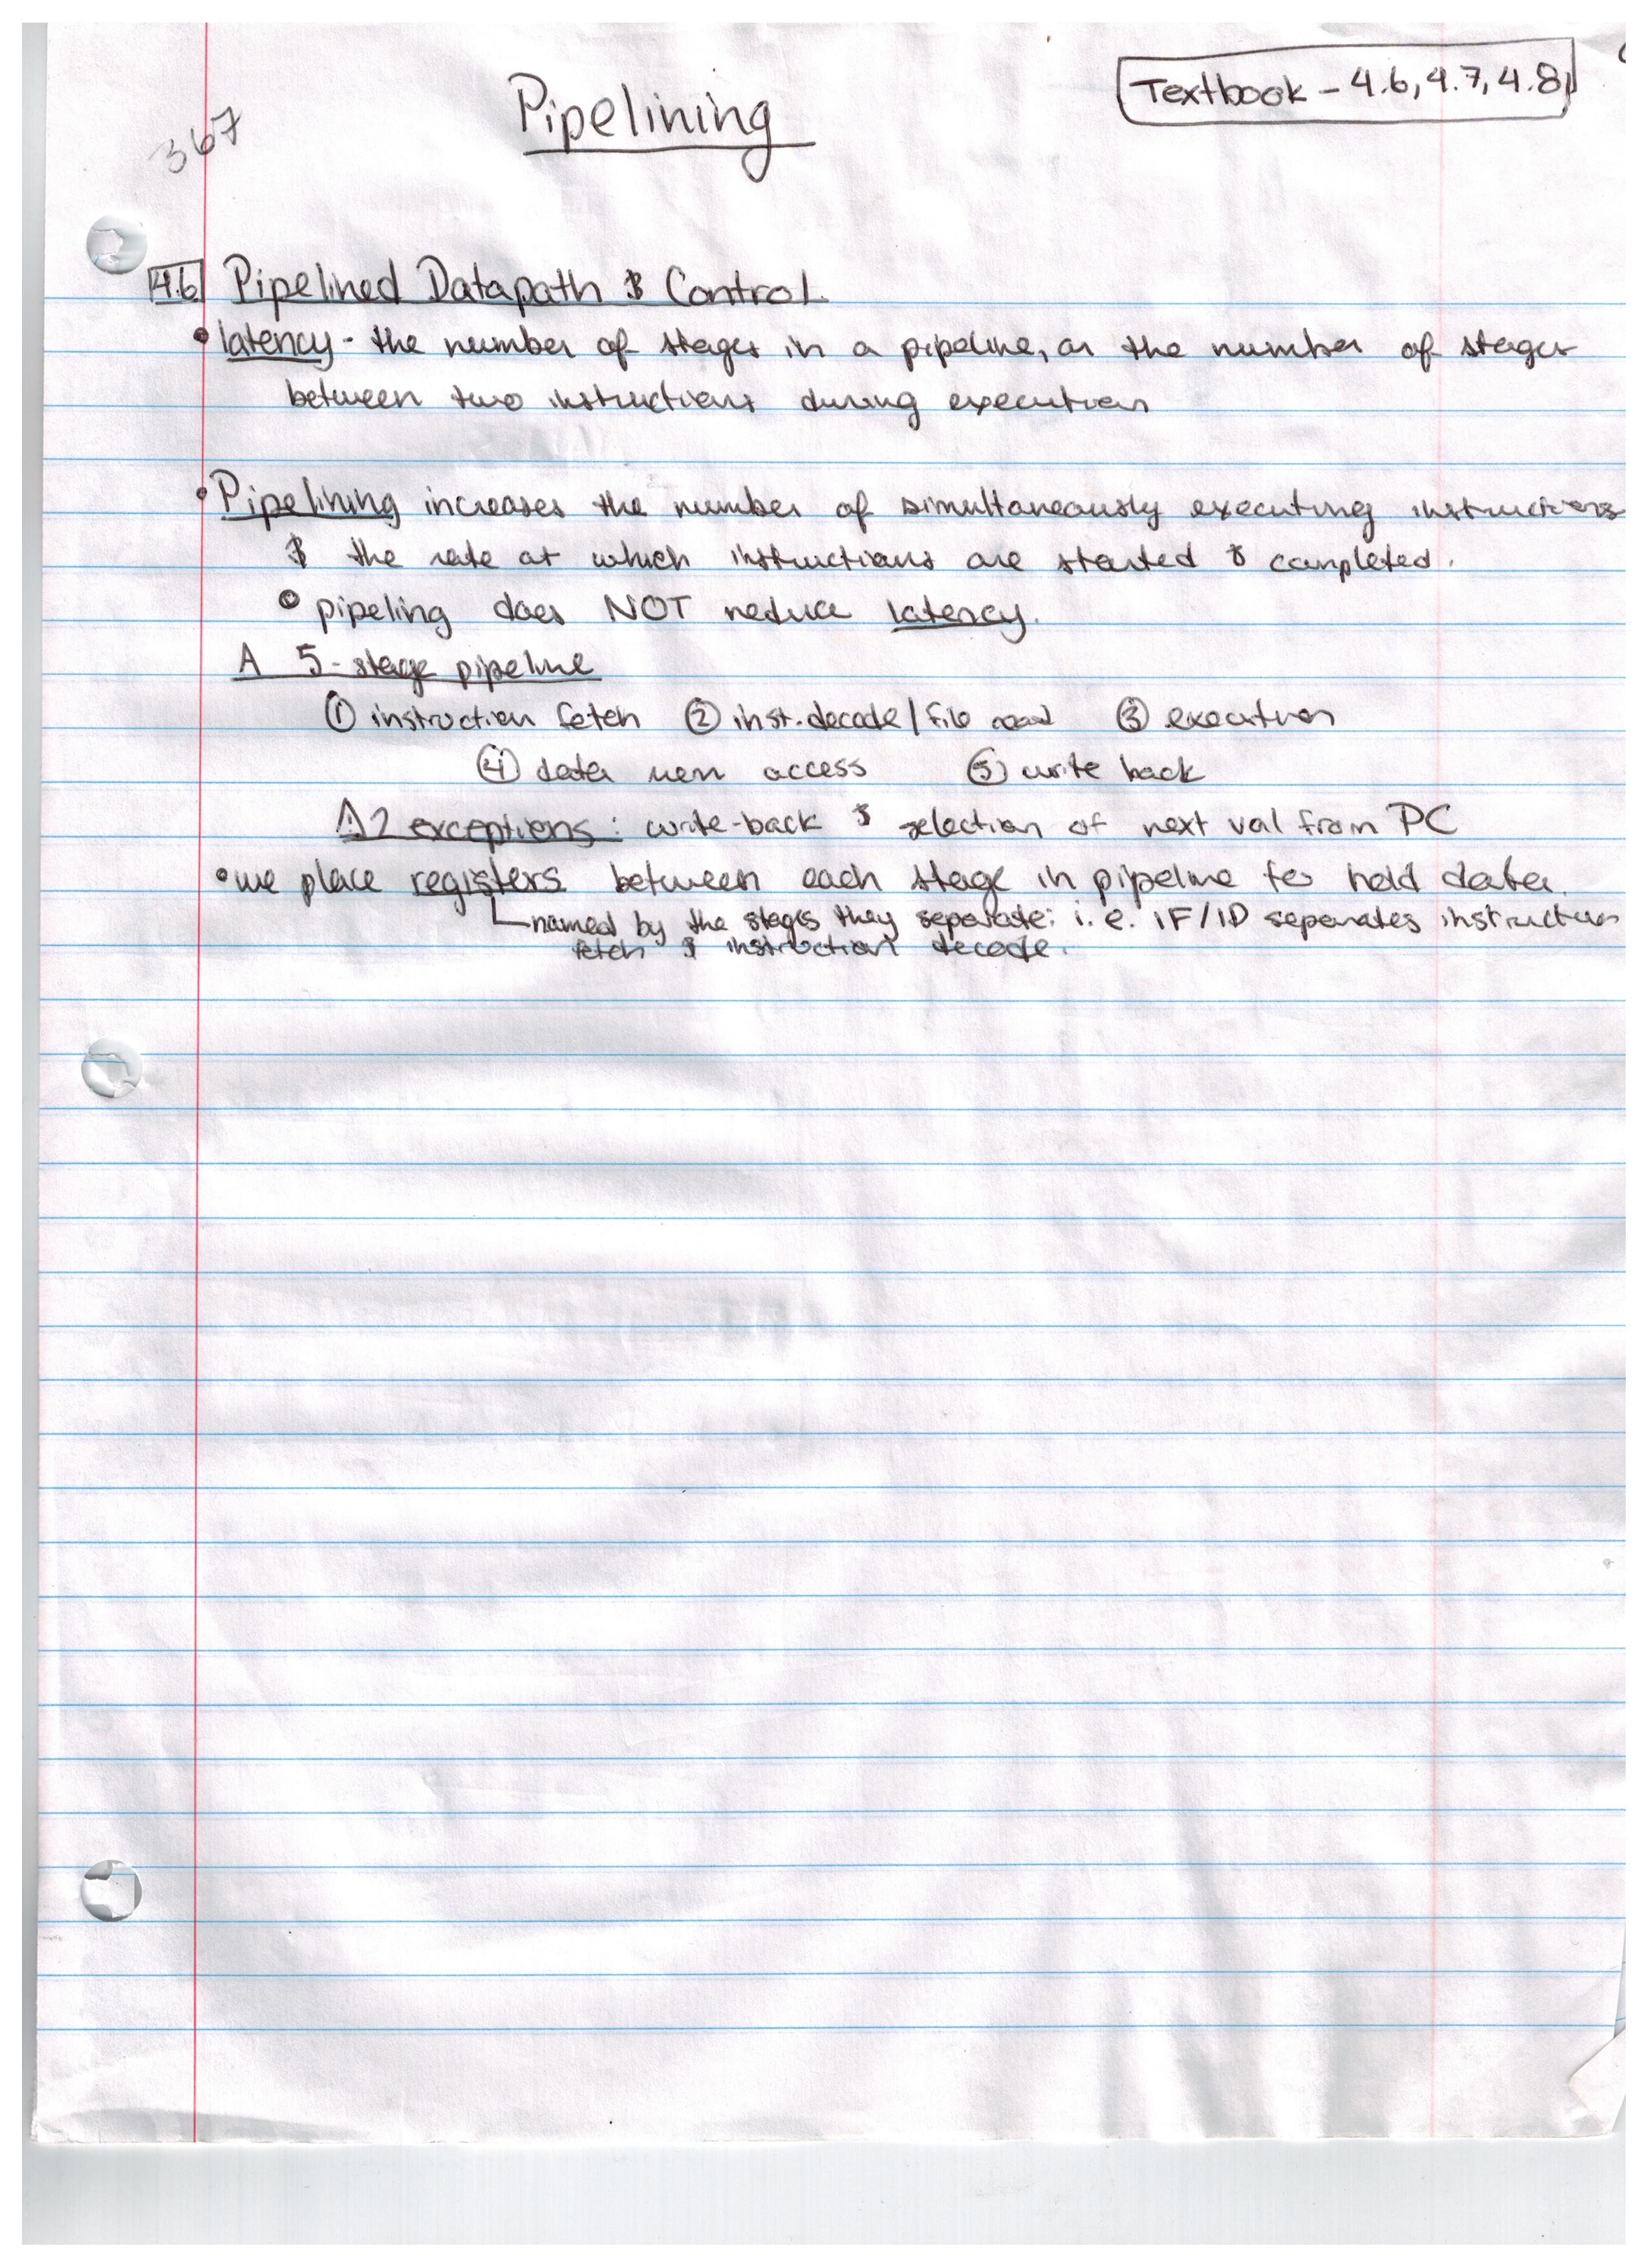 367
Pipelining
Textbook - 4.6, 4.7, 4.8
4.6 Pipelined Datapath & Control
• latency - the number of stages in a pipeline, or the number of stages
between two instructions during execution
• Pipelining increases the number of simultaneously executing instructions
& the rate at which instructions are started & completed.
• pipeling does NOT reduce latency.
A 5-stage pipeline
① instruction fetch ② inst. decode / file read ③ execution
④ data mem access ⑤ write back
2 exceptions: write-back & selection of next val from PC
• we place registers between each stage in pipeline to hold data.
named by the stages they separate: i.e. IF/ID separates instruction
fetch & instruction decode.